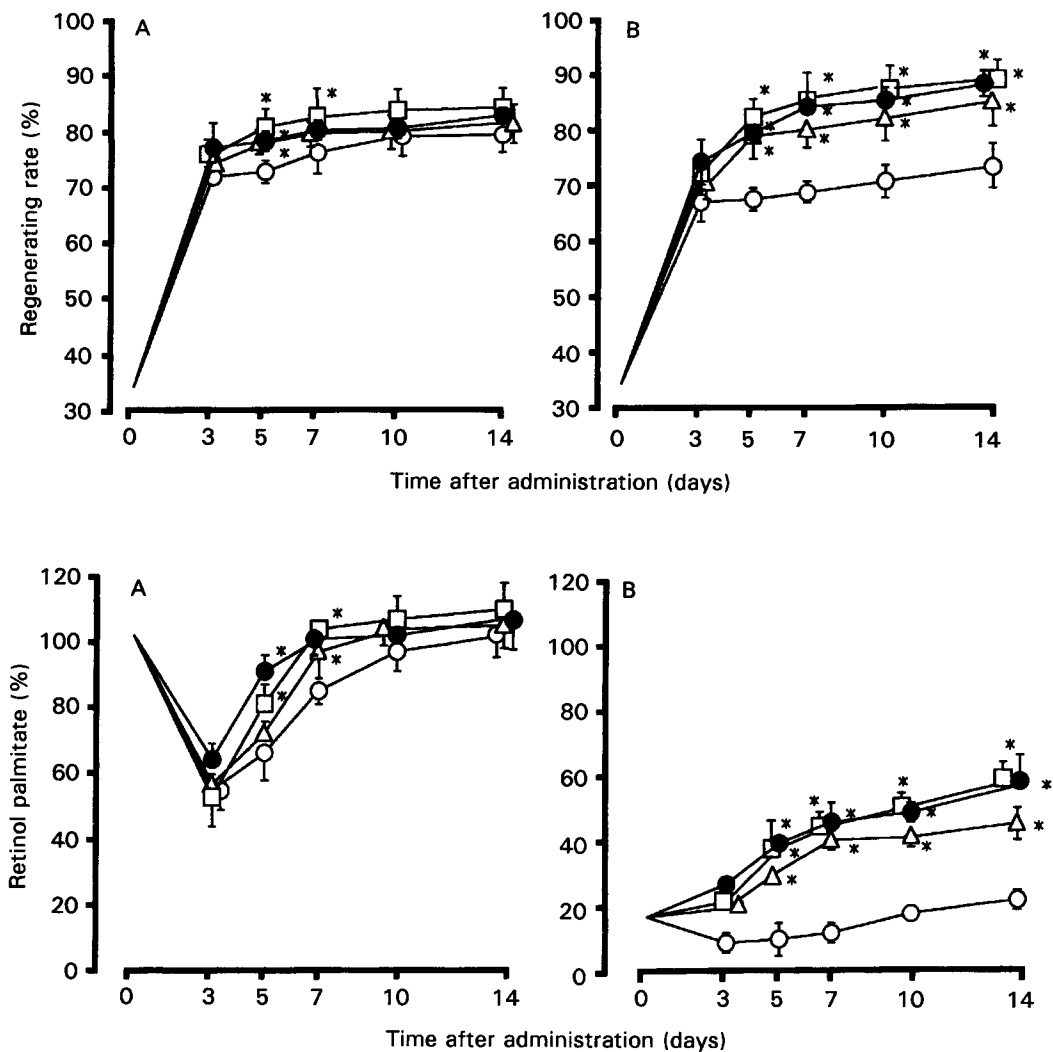 A
B
100
90
80
70
60
50
40
30
Regenerating rate (%)
0 3 5 7 10 14
100
90
80
70
60
50
40
30
0 3 5 7 10 14
* * * *
* * * * * * * * * * * *
Time after administration (days)
A
B
120
100
80
60
40
20
0
Retinol palmitate (%)
0 3 5 7 10 14
120
100
80
60
40
20
0
0 3 5 7 10 14
* * * *
* * * * * * * * * * * *
Time after administration (days)